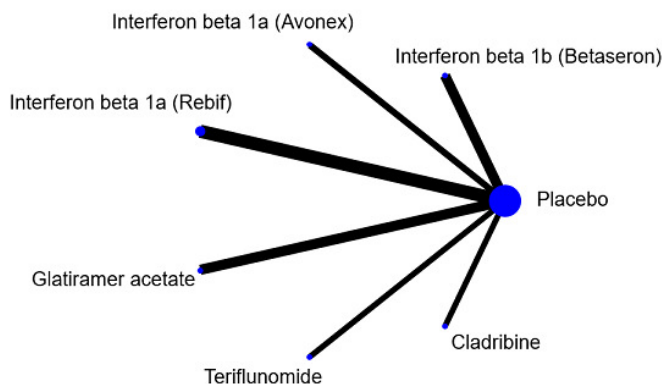 Interferon beta 1a (Avonex)
Interferon beta 1b (Betaseron)
Interferon beta 1a (Rebif)
Placebo
Glatiramer acetate
Cladribine
Teriflunomide